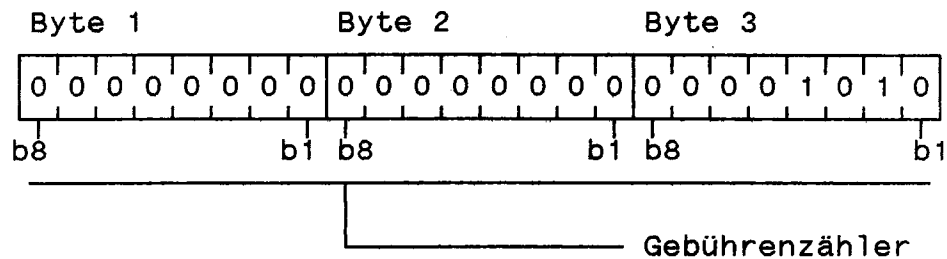 Byte 1 Byte 2 Byte 3
0 0 0 0 0 0 0 0 0 0 0 0 0 0 0 0 0 0 0 0 1 0 1 0
b8 b1 b8 b1 b8 b1
Gebührenzähler